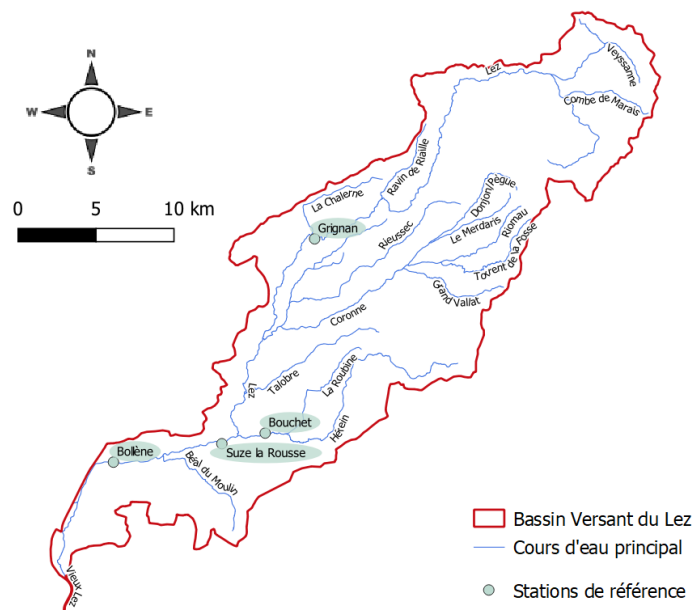 N
W
E
S
0
5
10 km
Lez
Veyssanne
Combe de Marais
Ravin de Riaille
La Chalerne
Grignan
Donjon/Pègue
Le Merdaris
Riomau
Torrent de la Fosse
Rieussec
Grand Vallat
Coronne
Lez
Talobre
La Roubine
Hérein
Bouchet
Suze la Rousse
Bollène
Béal du Moulin
Vieux Lez
Bassin Versant du Lez
Cours d'eau principal
Stations de référence